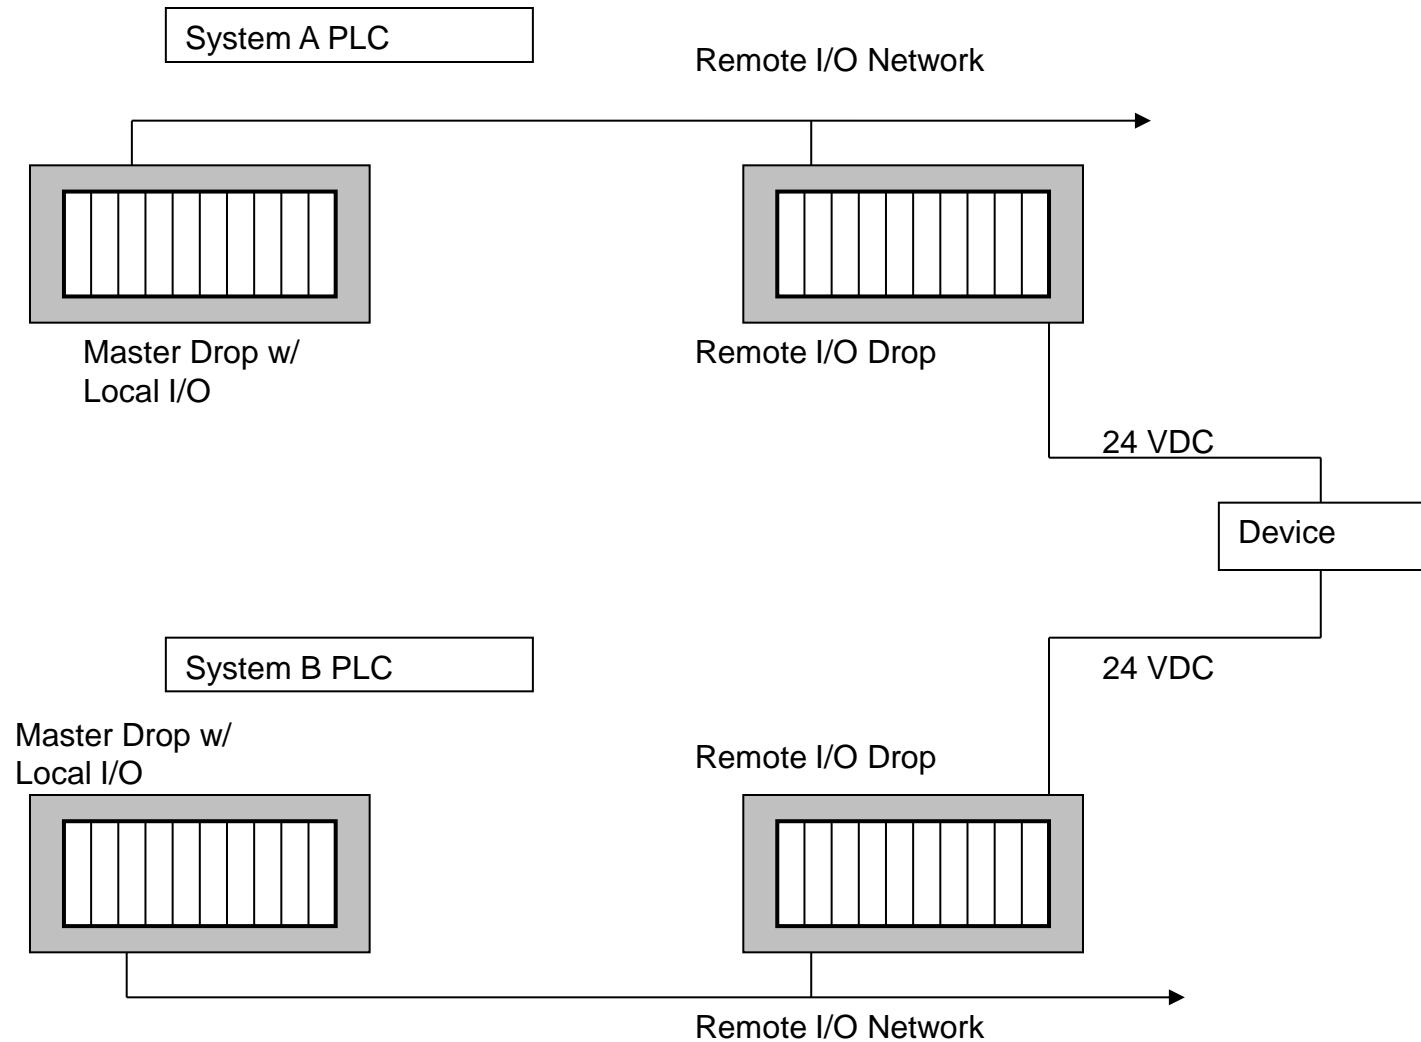 System A PLC
Remote I/O Network
Master Drop w/
Local I/O
Remote I/O Drop
24 VDC
Device
System B PLC
24 VDC
Master Drop w/
Local I/O
Remote I/O Drop
Remote I/O Network